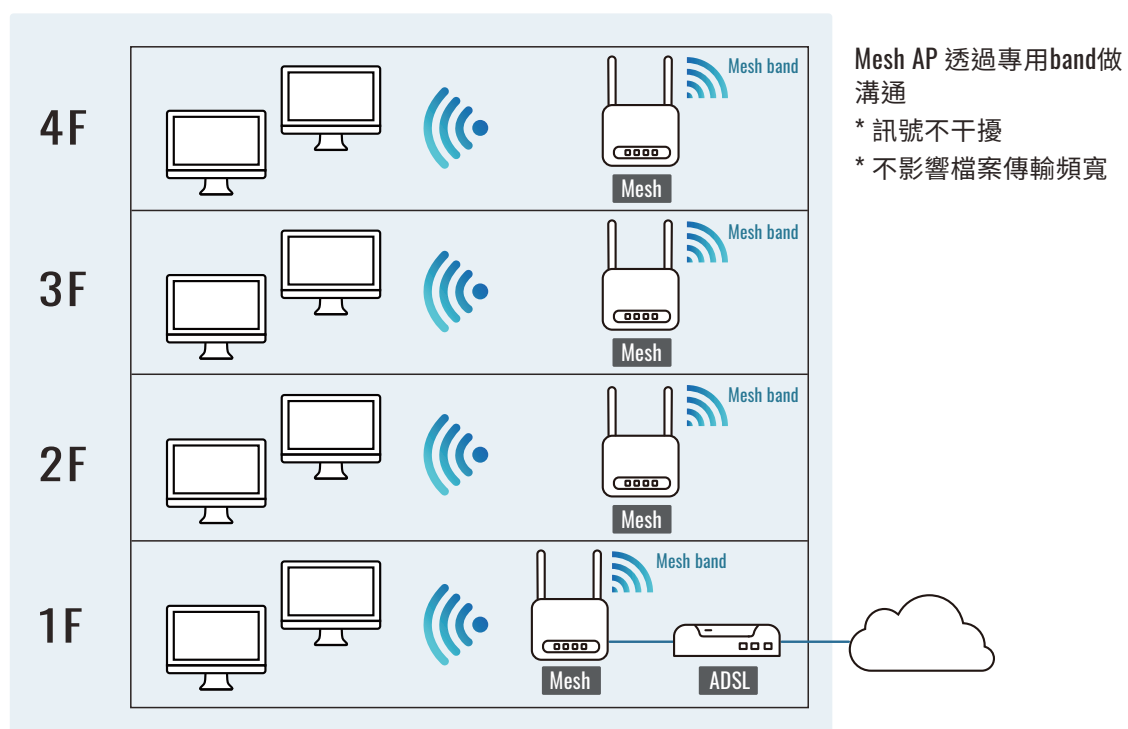 4F
Mesh band
Mesh
Mesh AP 透過專用band做
溝通
* 訊號不干擾
* 不影響檔案傳輸頻寬
3F
Mesh band
Mesh
2F
Mesh band
Mesh
1F
Mesh band
Mesh
ADSL